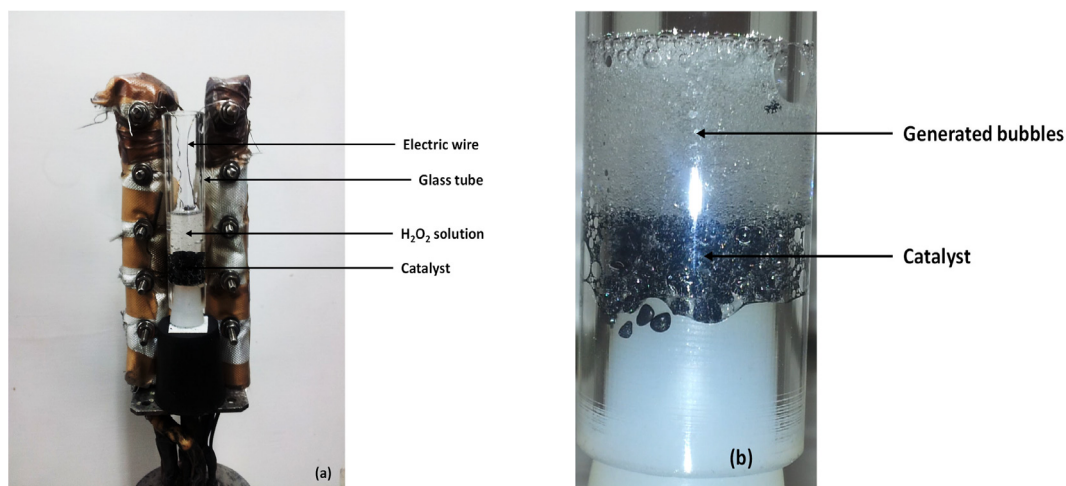 Electric wire
Glass tube
H₂O₂ solution
Catalyst
(a)
Generated bubbles
Catalyst
(b)